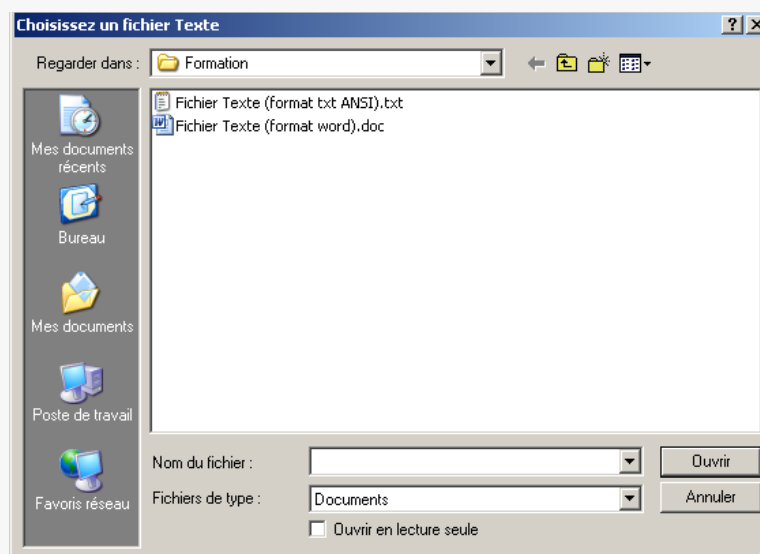 Choisissez un fichier Texte
Regarder dans :
Formation
Fichier Texte (format txt ANSI).txt
Fichier Texte (format word).doc
Mes documents
récents
Bureau
Mes documents
Poste de travail
Favoris réseau
Nom du fichier :
Ouvrir
Fichiers de type :
Documents
Annuler
Ouvrir en lecture seule